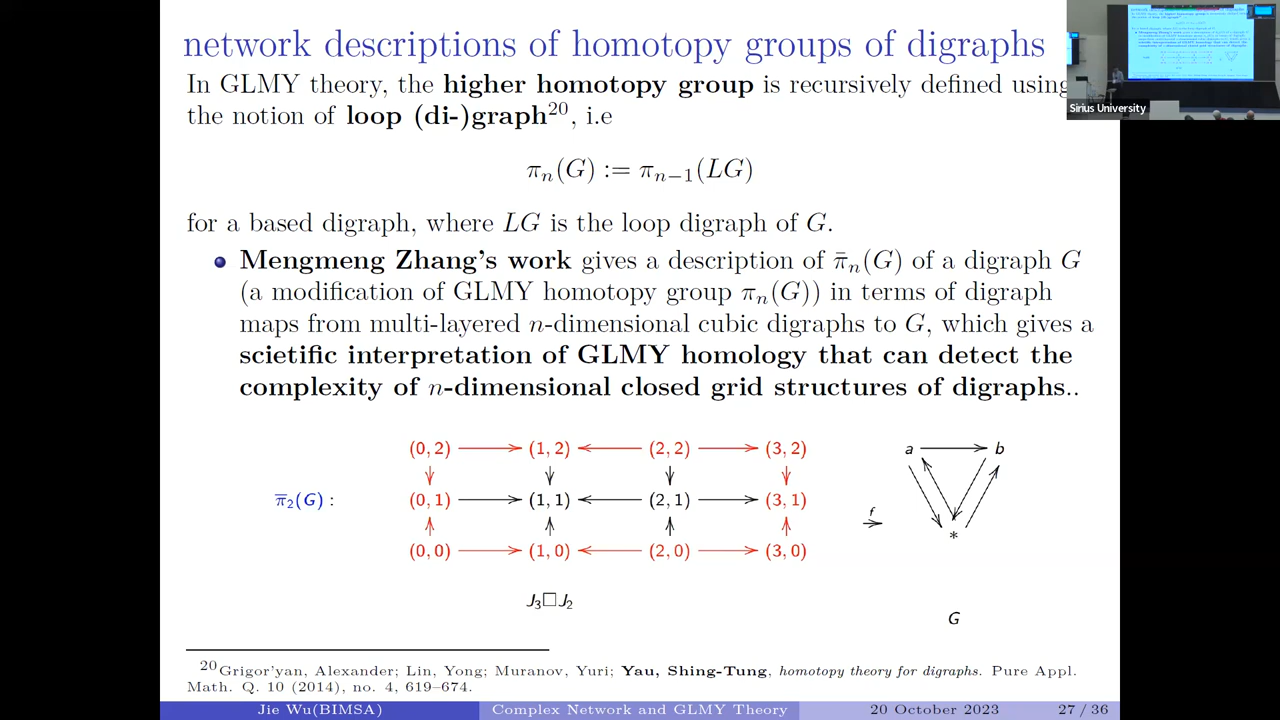 network descriptions of homotopy groups of digraphs
In GLMY theory, the higher homotopy group is recursively defined using
the notion of loop (di-)graph20, i.e
πn(G) := πn−1(LG)
for a based digraph, where LG is the loop digraph of G.
Mengmeng Zhang's work gives a description of π̄n(G) of a digraph G
(a modification of GLMY homotopy group πn(G)) in terms of digraph
maps from multi-layered n-dimensional cubic digraphs to G, which gives a
scietific interpretation of GLMY homology that can detect the
complexity of n-dimensional closed grid structures of digraphs..
(0, 2) (1, 2) (2, 2) (3, 2) a b
π̄2(G) : (0, 1) (1, 1) (2, 1) (3, 1)
f
*
(0, 0) (1, 0) (2, 0) (3, 0)
J3□J2
G
20Grigor'yan, Alexander; Lin, Yong; Muranov, Yuri; Yau, Shing-Tung, homotopy theory for digraphs. Pure Appl.
Math. Q. 10 (2014), no. 4, 619–674.
Jie Wu(BIMSA) Complex Network and GLMY Theory 20 October 2023 27 / 36
Sirius University